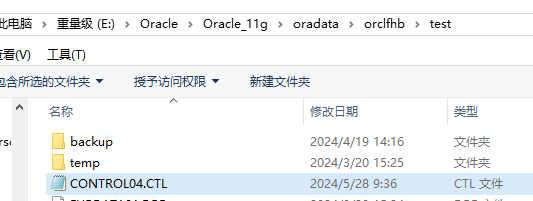 此电脑 > 重量级 (E:) > Oracle > Oracle_11g > oradata > orclfhb > test
查看(V) 工具(T)
包含所选的文件夹 授予访问权限 新建文件夹
名称 修改日期 类型
backup 2024/4/19 14:16 文件夹
temp 2024/3/20 15:25 文件夹
CONTROL04.CTL 2024/5/28 9:36 CTL 文件